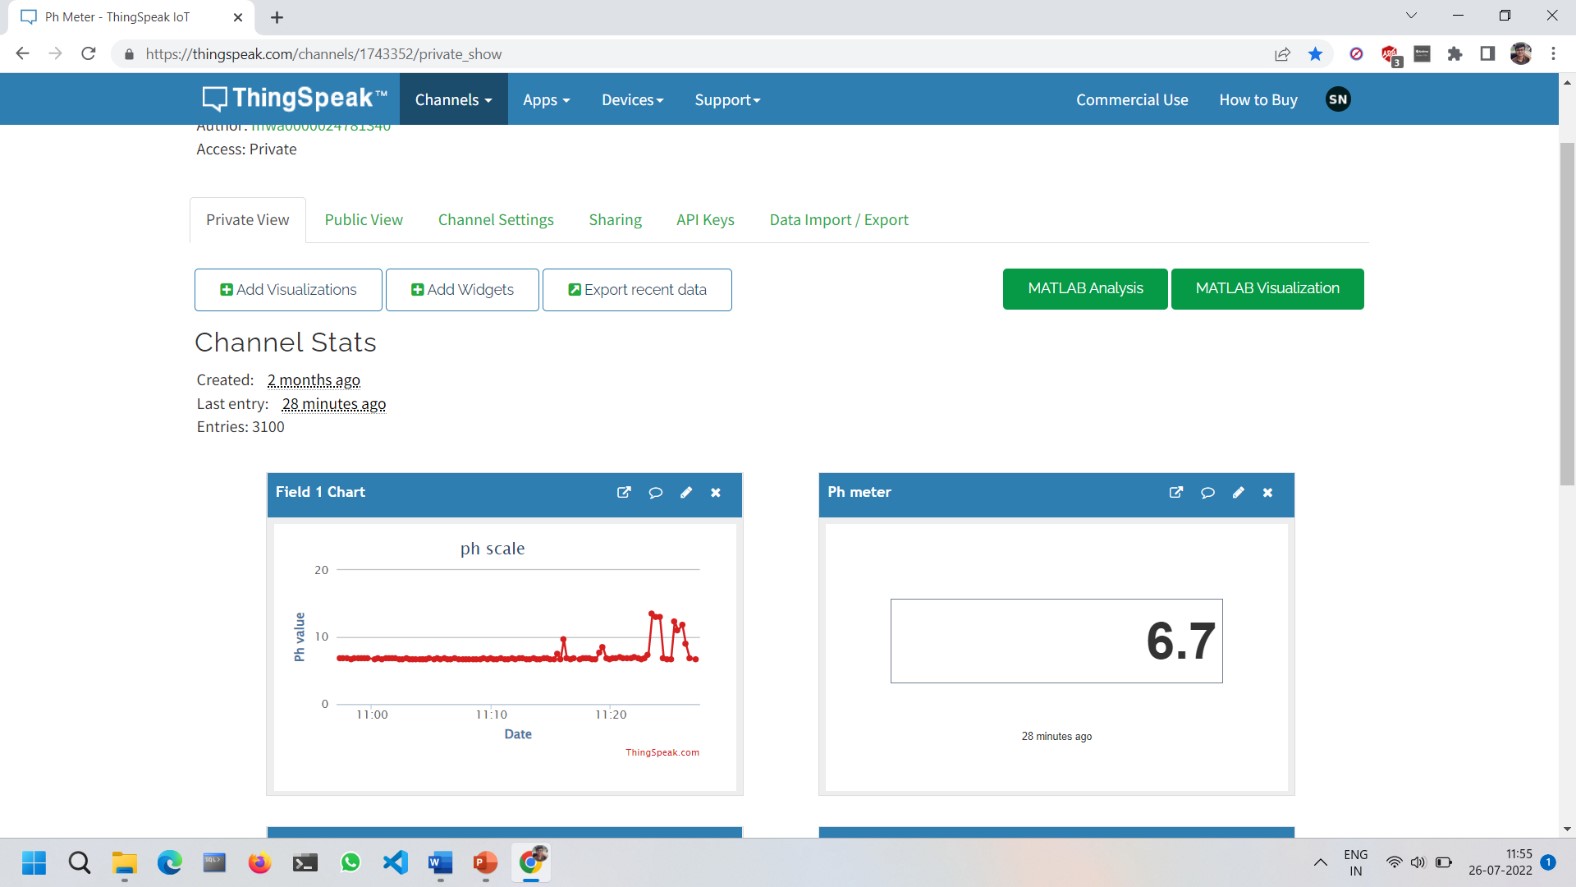 Ph Meter - ThingSpeak IoT
https://thingspeak.com/channels/1743352/private_show
3
ThingSpeak™ Channels Apps Devices Support Commercial Use How to Buy SN
Author: mwa0000024781340
Access: Private
Private View Public View Channel Settings Sharing API Keys Data Import / Export
Add Visualizations Add Widgets Export recent data MATLAB Analysis MATLAB Visualization
Channel Stats
Created: 2 months ago
Last entry: 28 minutes ago
Entries: 3100
Field 1 Chart
ph scale
Ph value
20
10
0
11:00 11:10 11:20
Date
ThingSpeak.com
Ph meter
6.7
28 minutes ago
ENG
IN
11:55
26-07-2022
1